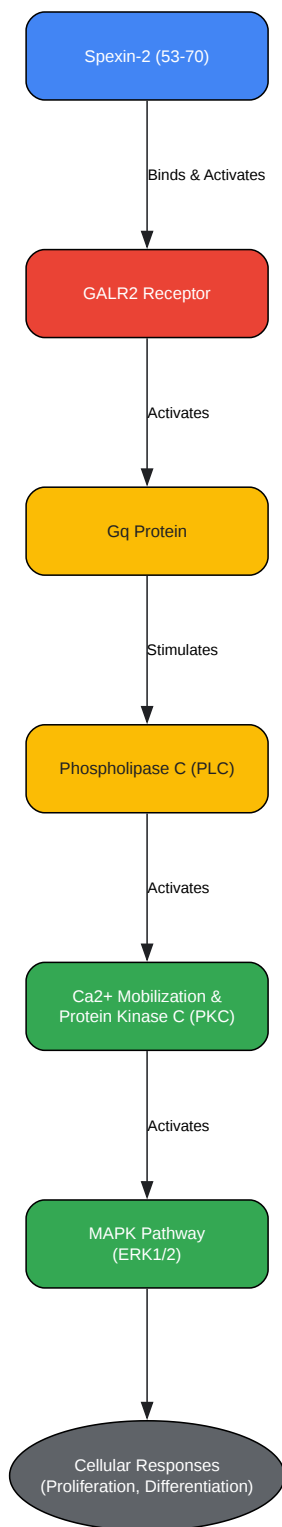 Spexin-2 (53-70)
Binds & Activates
GALR2 Receptor
Activates
Gq Protein
Stimulates
Phospholipase C (PLC)
Activates
Ca2+ Mobilization &
Protein Kinase C (PKC)
Activates
MAPK Pathway
(ERK1/2)
Cellular Responses
(Proliferation, Differentiation)